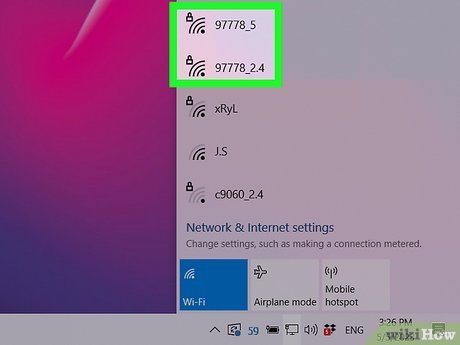 97778_5
97778_2.4
xRyL
J.S
c9060_2.4
Network & Internet settings
Change settings, such as making a connection metered.
Wi-Fi
Airplane mode
Mobile
hotspot
59
ENG
3:26 PM
wikiHow